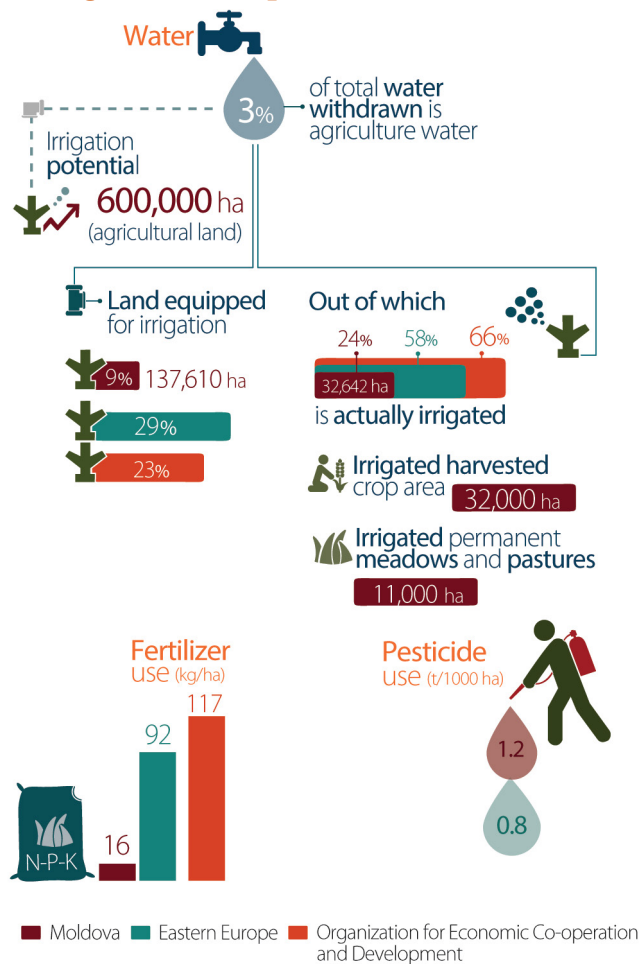 Water
3%
of total water
withdrawn is
agriculture water
Irrigation
potential
600,000 ha
(agricultural land)
Land equipped
for irrigation
9% 137,610 ha
29%
23%
Out of which
24% 58% 66%
32,642 ha
is actually irrigated
Irrigated harvested
crop area
32,000 ha
Irrigated permanent
meadows and pastures
11,000 ha
Fertilizer
use (kg/ha)
117
92
16
N-P-K
Pesticide
use (t/1000 ha)
1.2
0.8
Moldova Eastern Europe Organization for Economic Co-operation
and Development